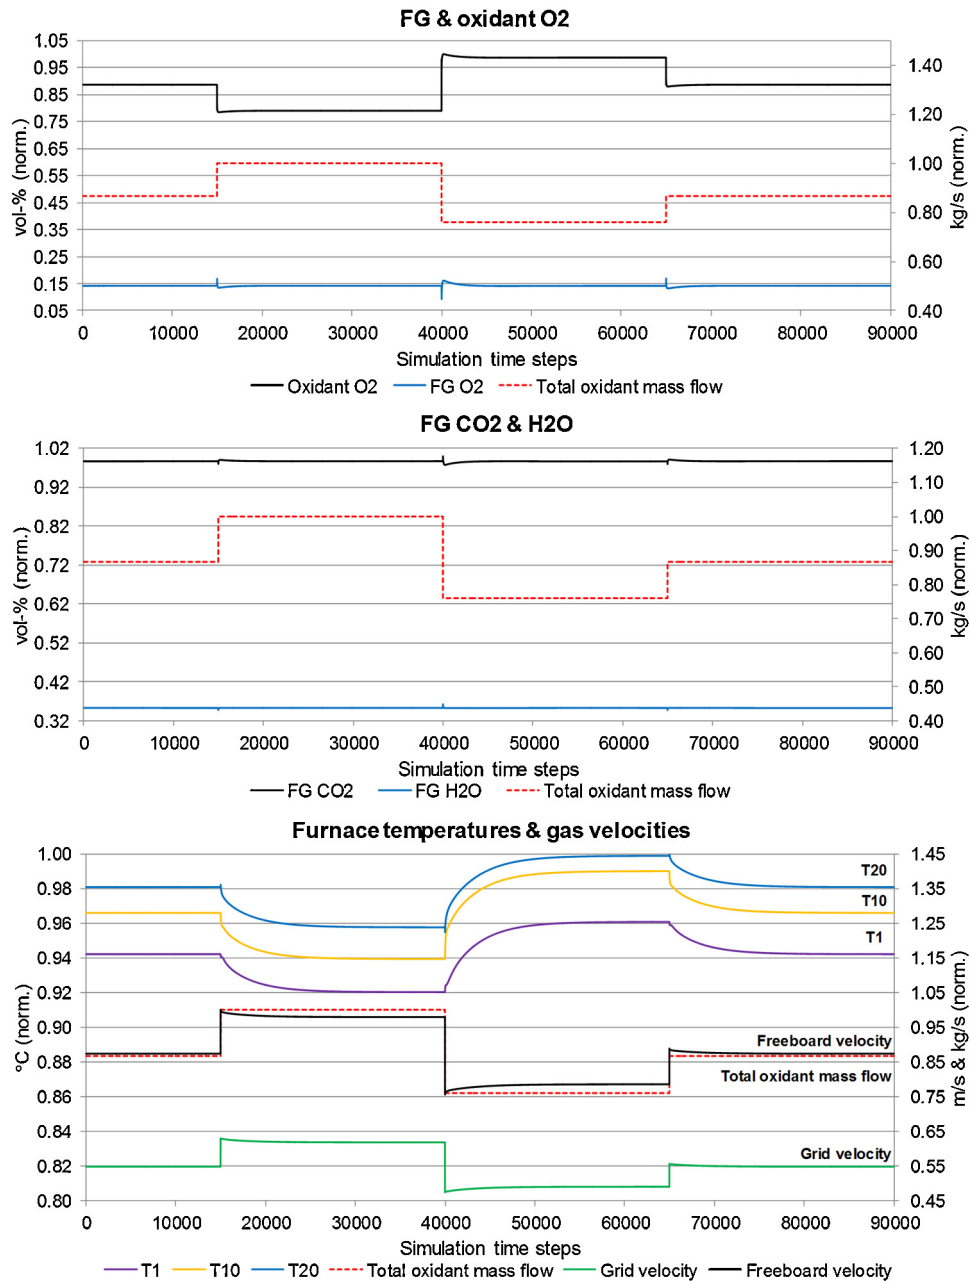 FG & oxidant O2
1.05
0.95
0.85
0.75
0.65
0.55
0.45
0.35
0.25
0.15
0.05
vol-% (norm.)
1.40
1.20
1.00
0.80
0.60
0.40
kg/s (norm.)
0 10000 20000 30000 40000 50000 60000 70000 80000 90000
Simulation time steps
Oxidant O2 FG O2 Total oxidant mass flow
FG CO2 & H2O
1.02
0.92
0.82
0.72
0.62
0.52
0.42
0.32
vol-% (norm.)
1.20
1.10
1.00
0.90
0.80
0.70
0.60
0.50
0.40
kg/s (norm.)
0 10000 20000 30000 40000 50000 60000 70000 80000 90000
Simulation time steps
FG CO2 FG H2O Total oxidant mass flow
Furnace temperatures & gas velocities
1.00
0.98
0.96
0.94
0.92
0.90
0.88
0.86
0.84
0.82
0.80
°C (norm.)
T20
T10
T1
Freeboard velocity
Total oxidant mass flow
Grid velocity
1.45
1.35
1.25
1.15
1.05
0.95
0.85
0.75
0.65
0.55
0.45
m/s & kg/s (norm.)
0 10000 20000 30000 40000 50000 60000 70000 80000 90000
Simulation time steps
T1 T10 T20 Total oxidant mass flow Grid velocity Freeboard velocity